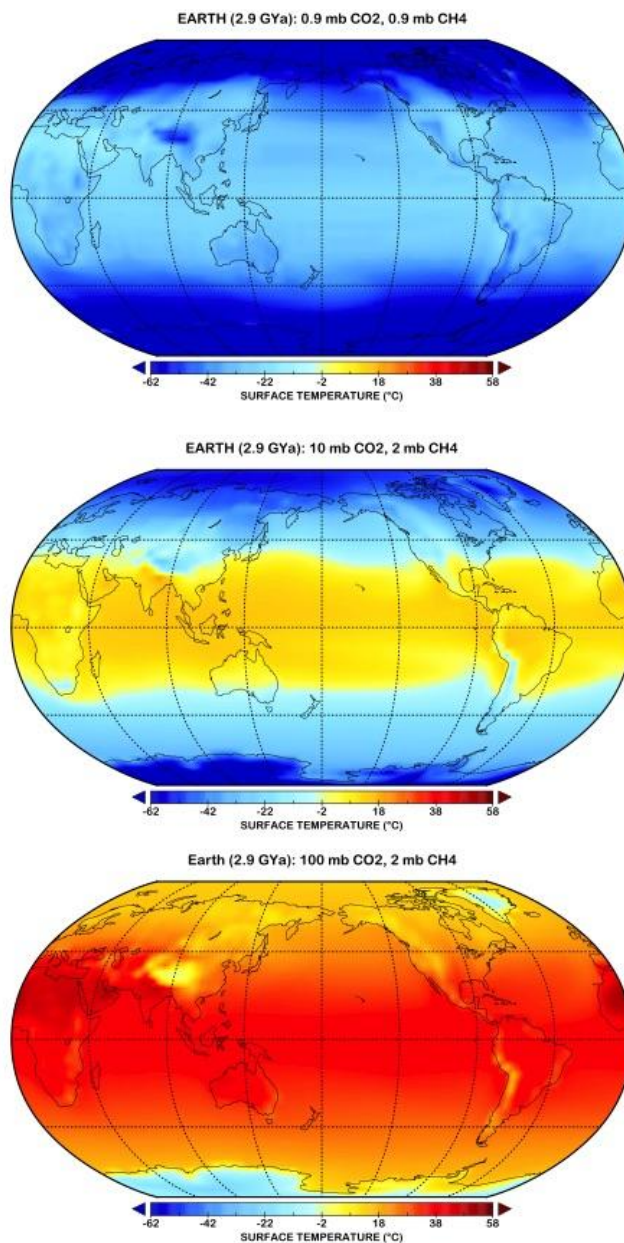 EARTH (2.9 GYa): 0.9 mb CO2, 0.9 mb CH4
-62 -42 -22 -2 18 38 58
SURFACE TEMPERATURE (°C)
EARTH (2.9 GYa): 10 mb CO2, 2 mb CH4
-62 -42 -22 -2 18 38 58
SURFACE TEMPERATURE (°C)
Earth (2.9 GYa): 100 mb CO2, 2 mb CH4
-62 -42 -22 -2 18 38 58
SURFACE TEMPERATURE (°C)